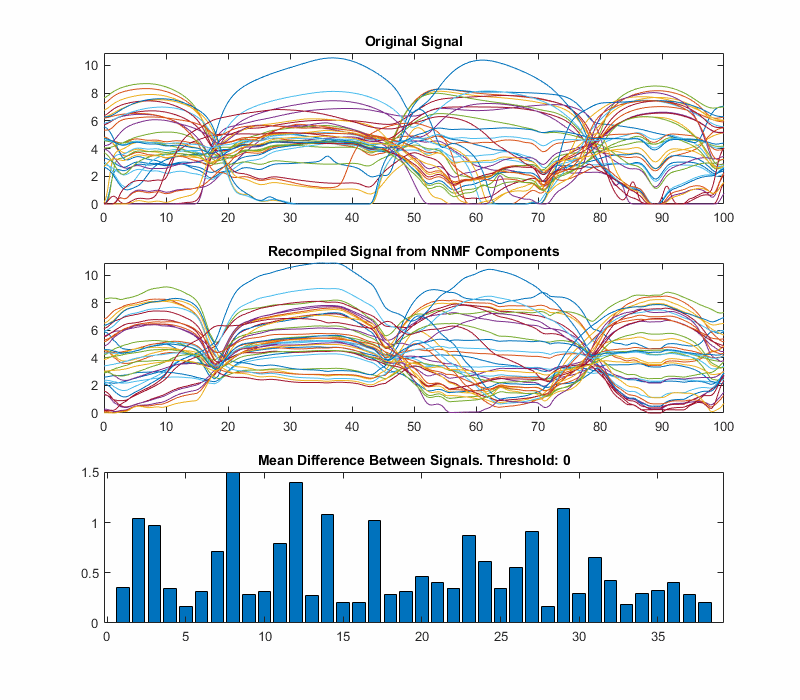 Original Signal
10
8
6
4
2
0
0 10 20 30 40 50 60 70 80 90 100
Recompiled Signal from NNMF Components
10
8
6
4
2
0
0 10 20 30 40 50 60 70 80 90 100
Mean Difference Between Signals. Threshold: 0
1.5
1
0.5
0
0 5 10 15 20 25 30 35